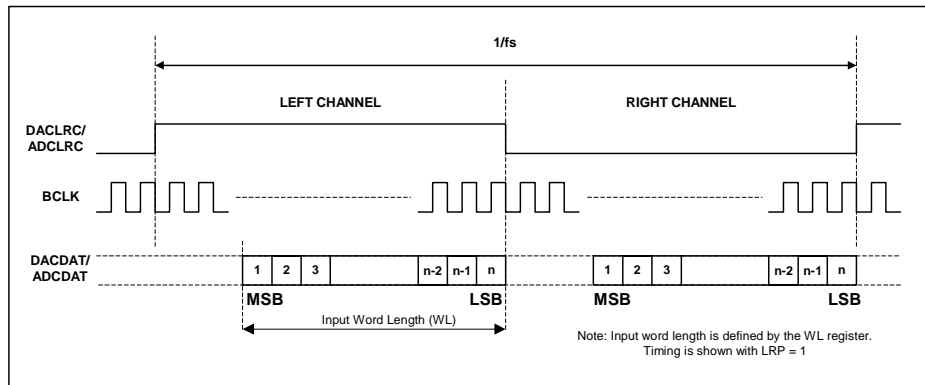 1/fs
LEFT CHANNEL
RIGHT CHANNEL
DACLRC/
ADCLRC
BCLK
DACDAT/
ADCDAT
1 2 3 n-2 n-1 n 1 2 3 n-2 n-1 n
MSB LSB MSB LSB
Input Word Length (WL)
Note: Input word length is defined by the WL register.
Timing is shown with LRP = 1